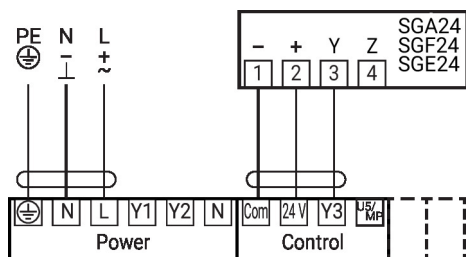 PE N L
– – +
⊥ ~
SGA24
SGF24
SGE24
– + Y Z
1 2 3 4
N L Y1 Y2 N Com 24 V Y3 U5/MP
Power Control